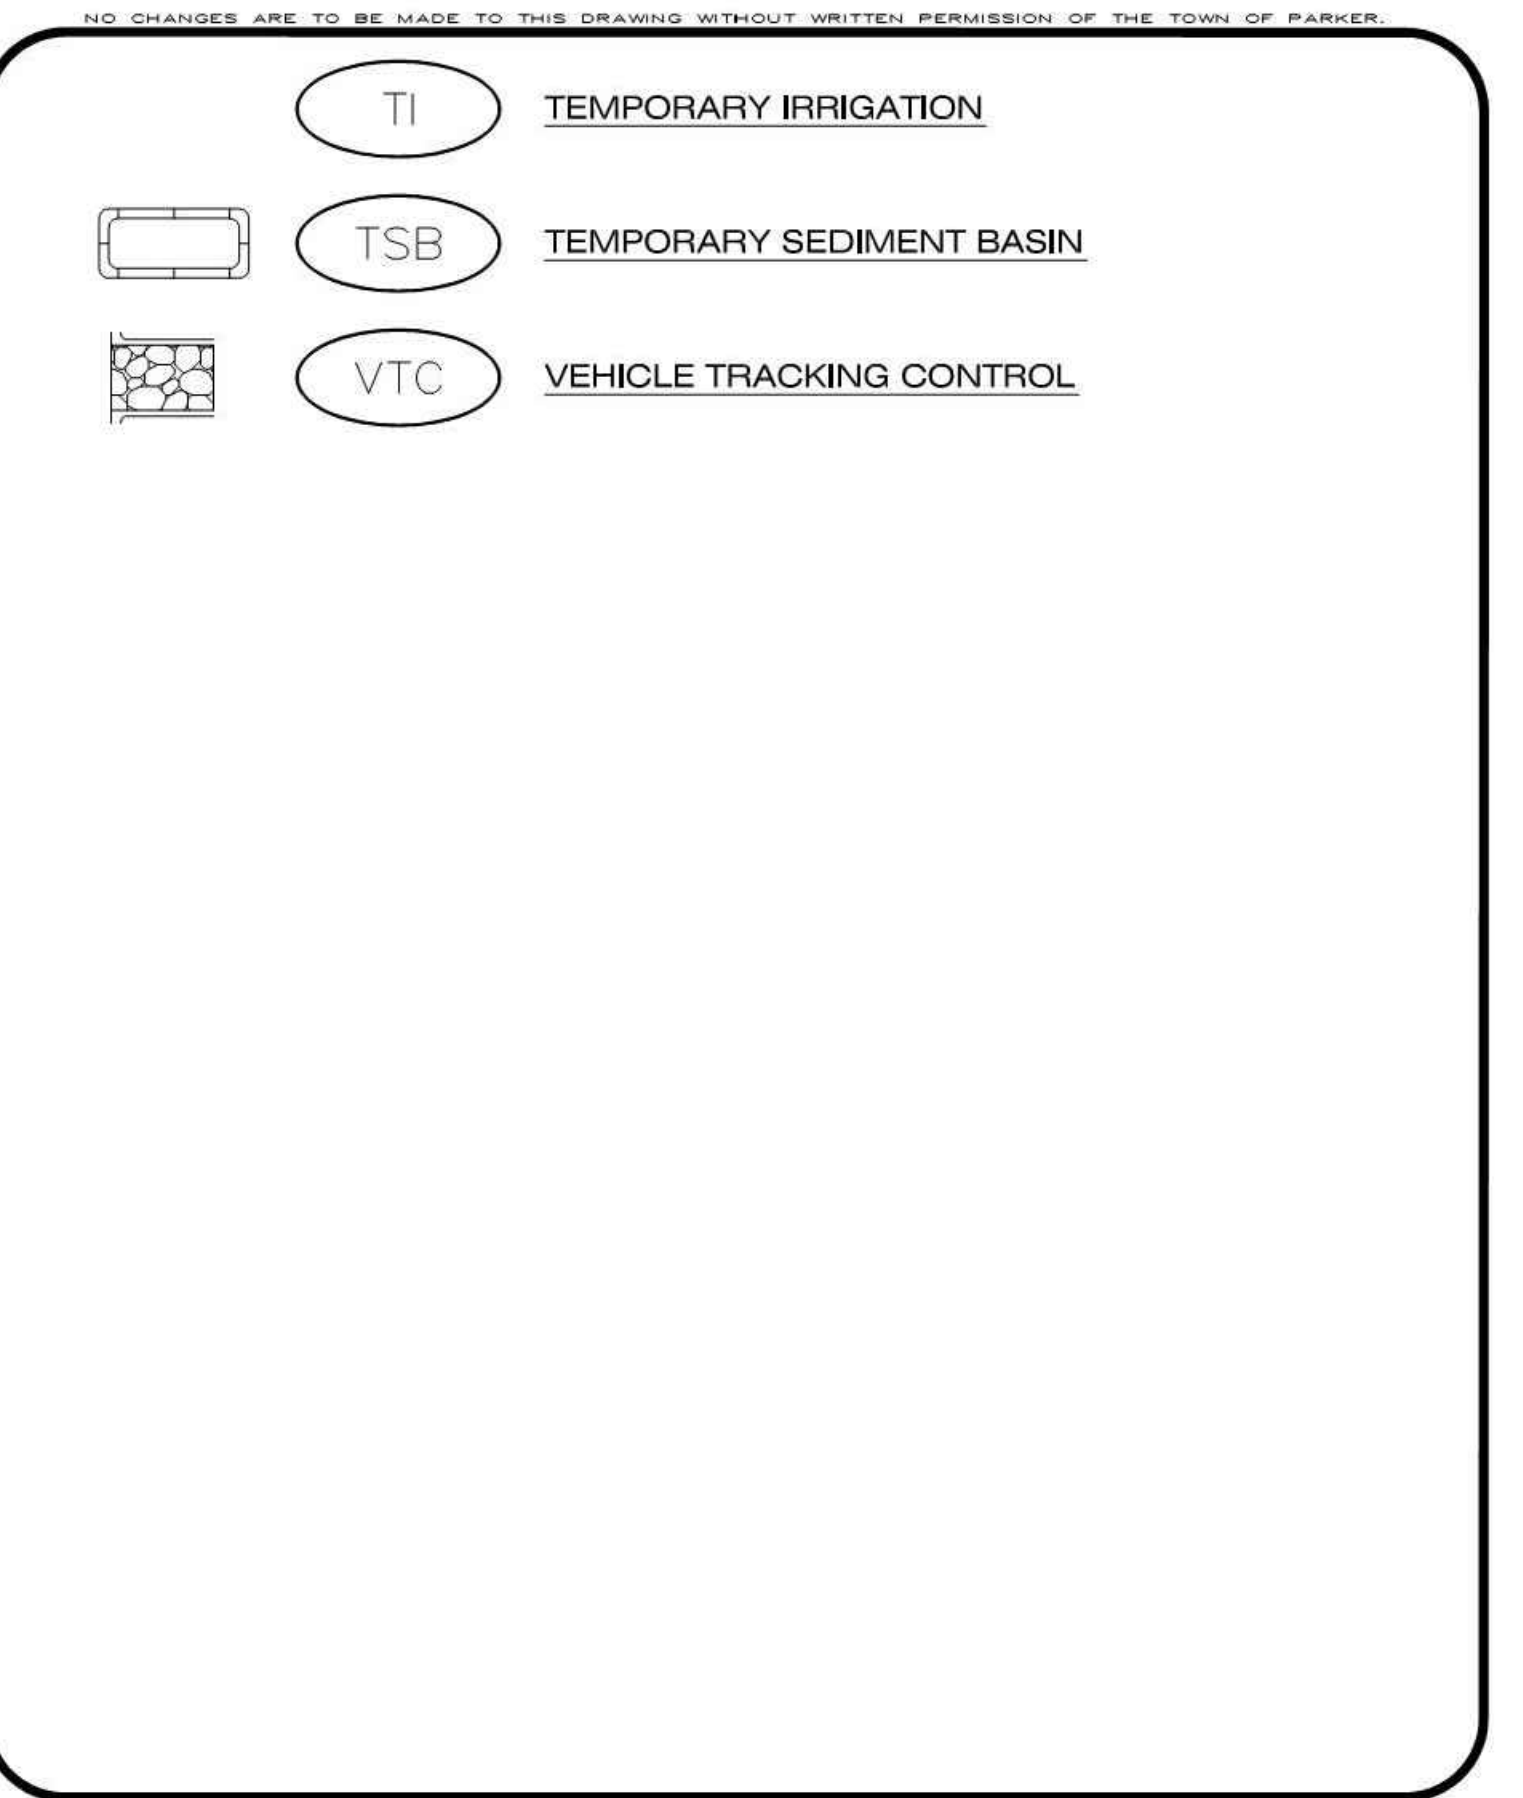 NO CHANGES ARE TO BE MADE TO THIS DRAWING WITHOUT WRITTEN PERMISSION OF THE TOWN OF PARKER.
TI TEMPORARY IRRIGATION
TSB TEMPORARY SEDIMENT BASIN
VTC VEHICLE TRACKING CONTROL